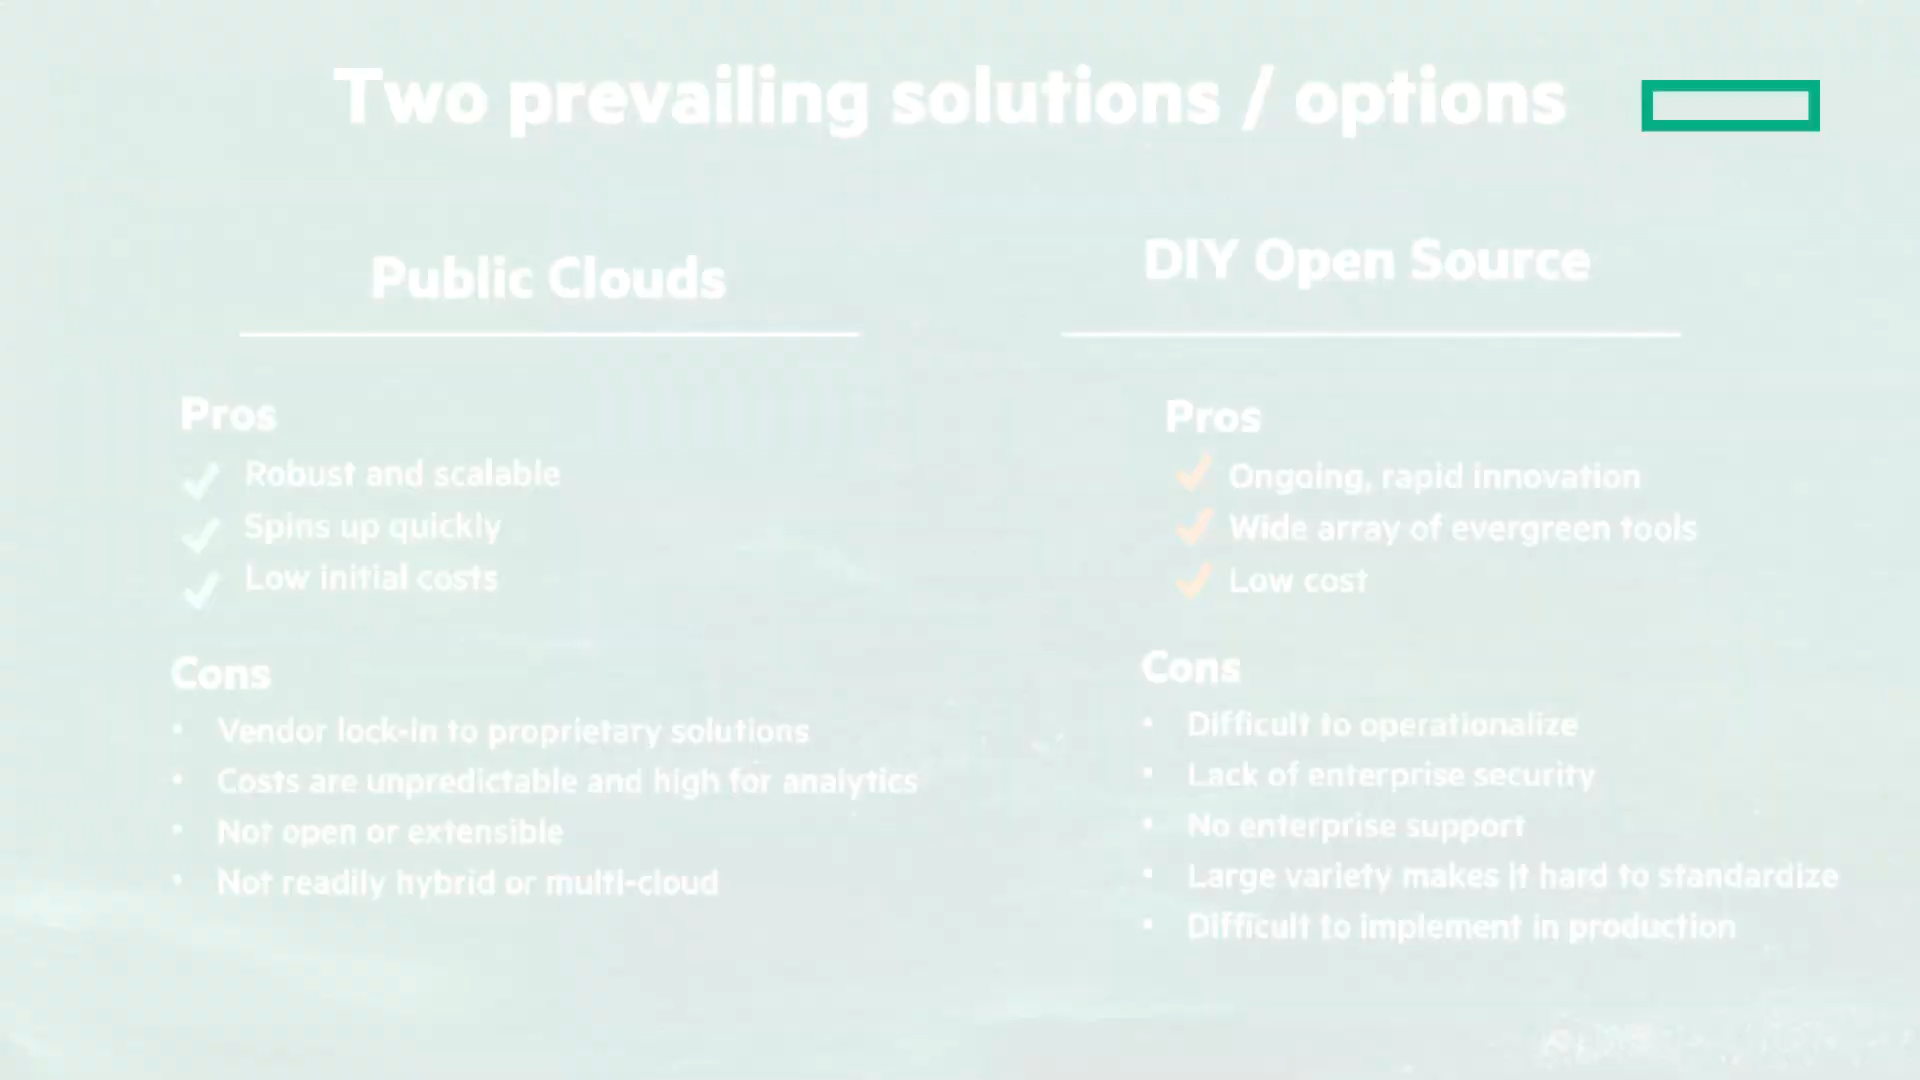 Two prevailing solutions / options
Public Clouds
Pros
Robust and scalable
Spins up quickly
Low initial costs
Cons
• Vendor lock-in to proprietary solutions
• Costs are unpredictable and high for analytics
• Not open or extensible
• Not readily hybrid or multi-cloud
DIY Open Source
Pros
Ongoing, rapid innovation
Wide array of evergreen tools
Low cost
Cons
• Difficult to operationalize
• Lack of enterprise security
• No enterprise support
• Large variety makes it hard to standardize
• Difficult to implement in production